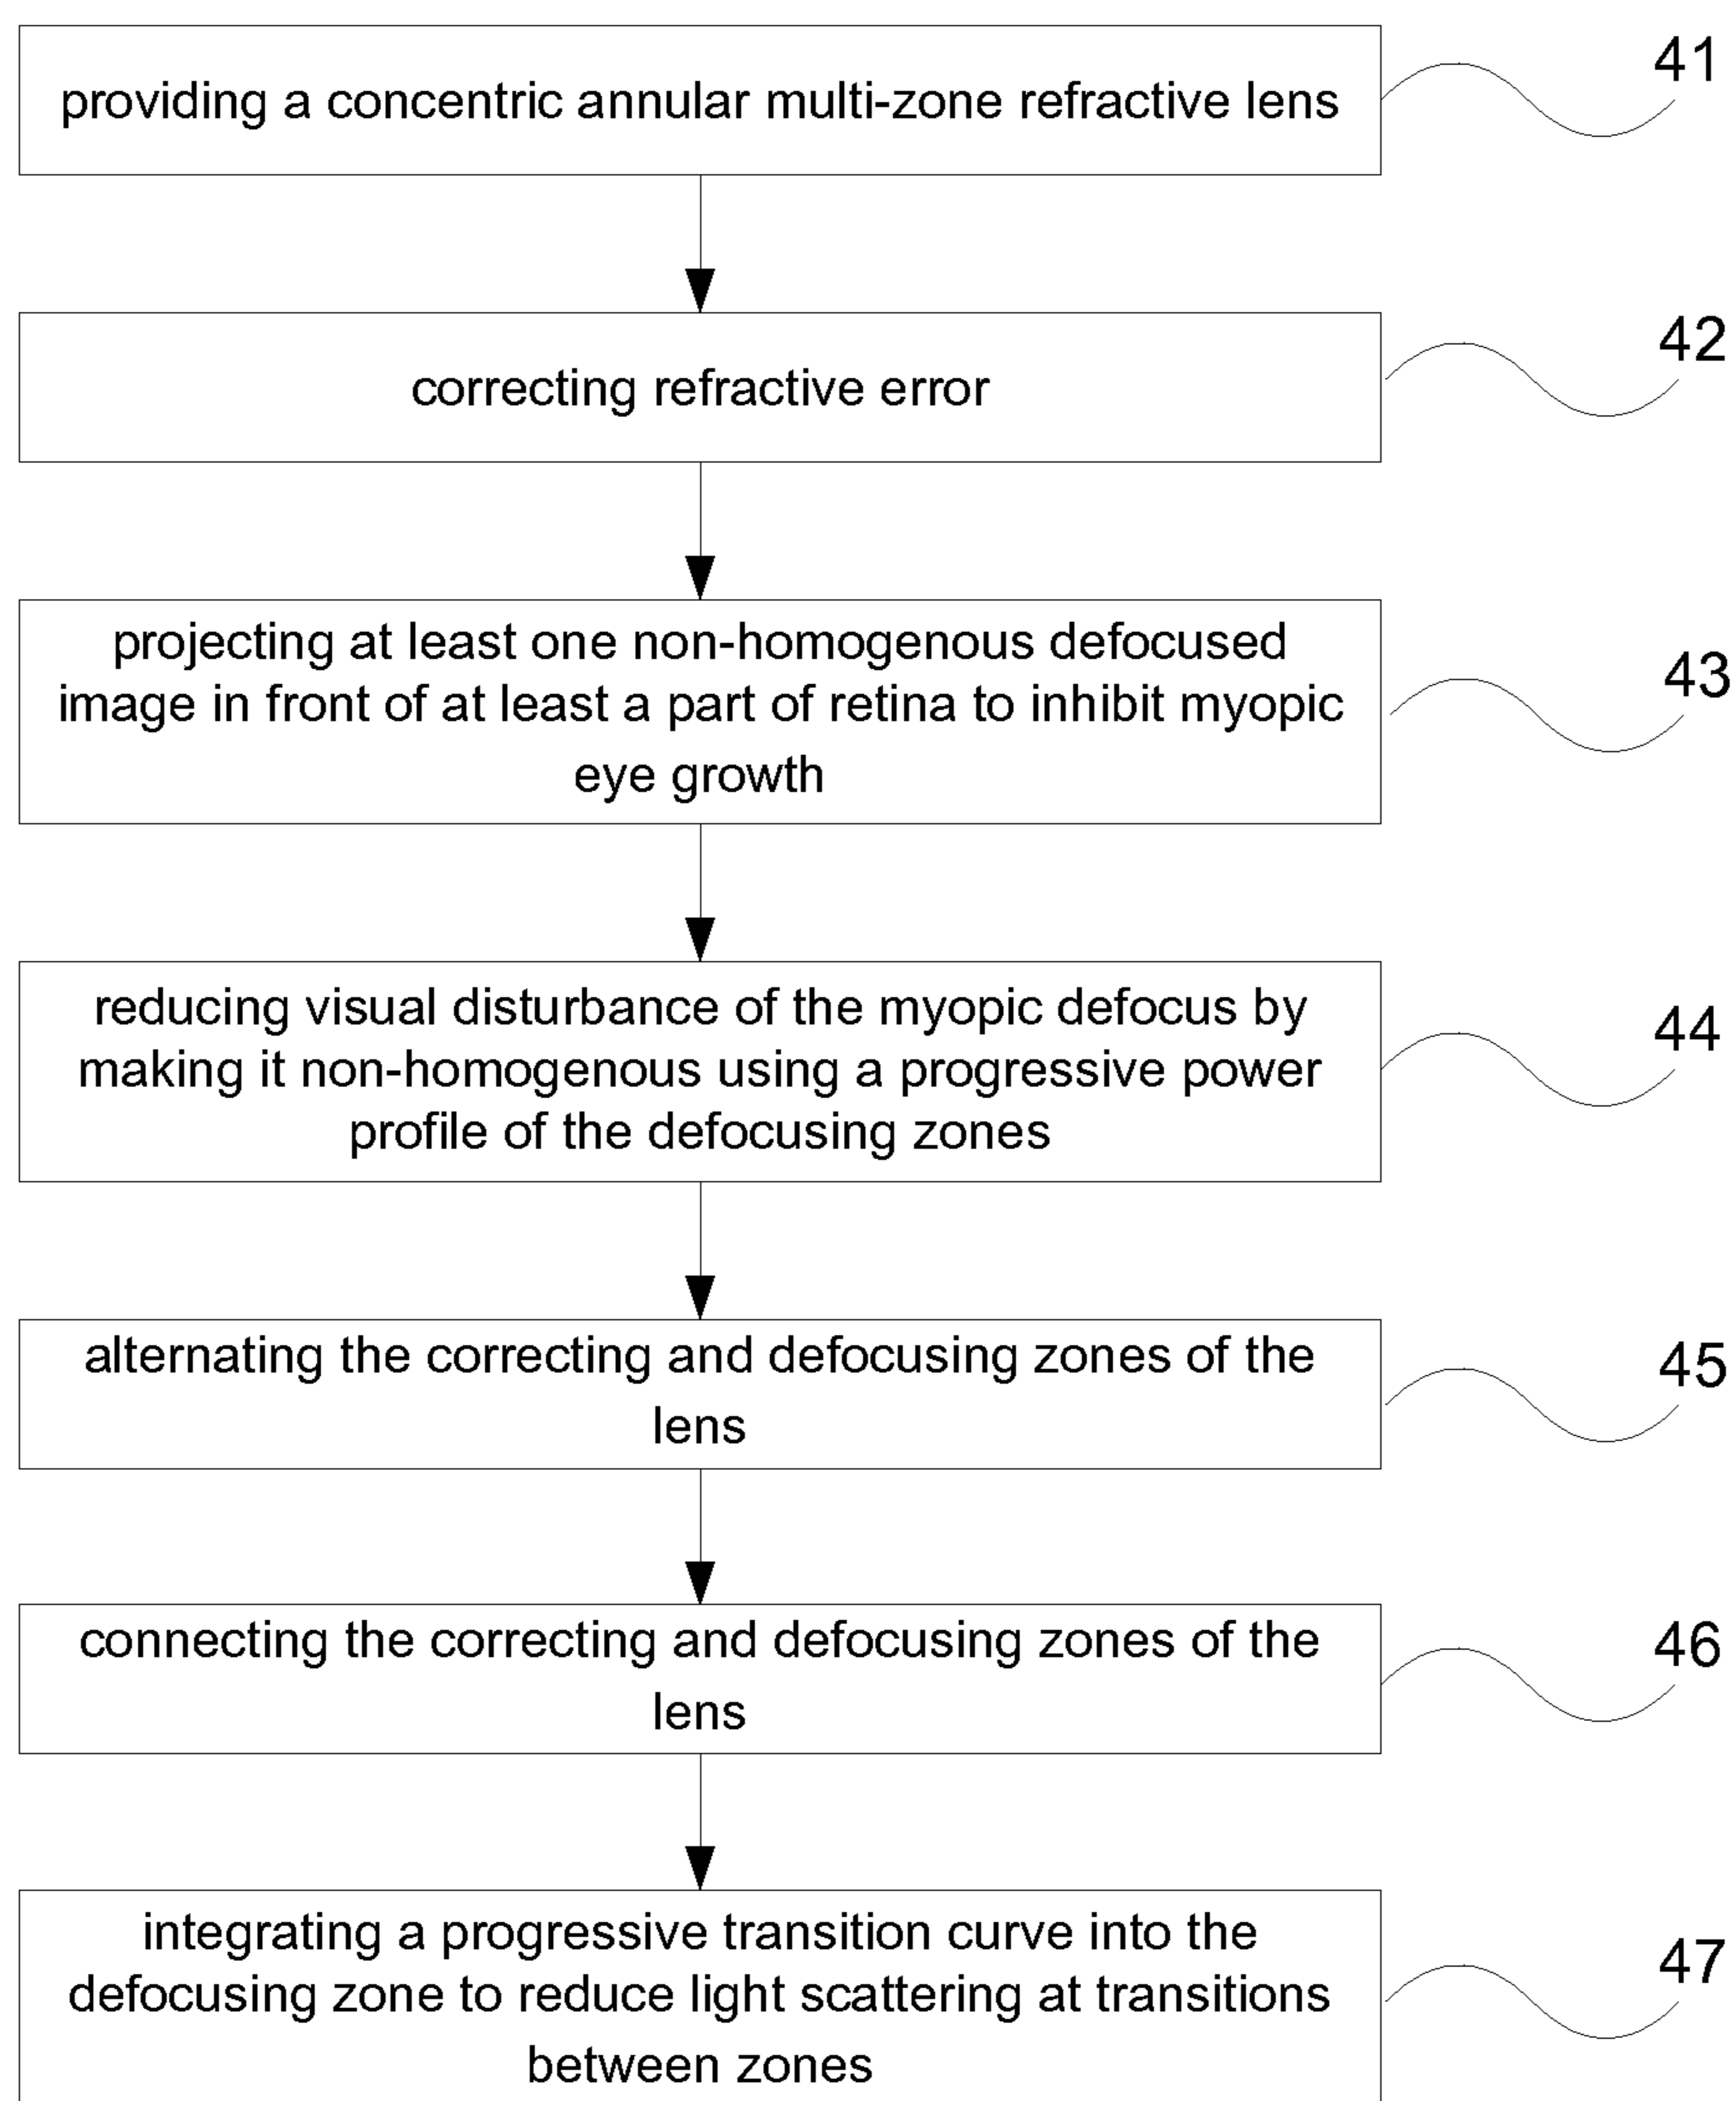 providing a concentric annular multi-zone refractive lens
41
correcting refractive error
42
projecting at least one non-homogenous defocused
image in front of at least a part of retina to inhibit myopic
eye growth
43
reducing visual disturbance of the myopic defocus by
making it non-homogenous using a progressive power
profile of the defocusing zones
44
alternating the correcting and defocusing zones of the
lens
45
connecting the correcting and defocusing zones of the
lens
46
integrating a progressive transition curve into the
defocusing zone to reduce light scattering at transitions
between zones
47